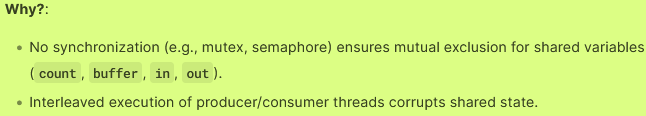 Why?:
• No synchronization (e.g., mutex, semaphore) ensures mutual exclusion for shared variables
(count, buffer, in, out).
• Interleaved execution of producer/consumer threads corrupts shared state.